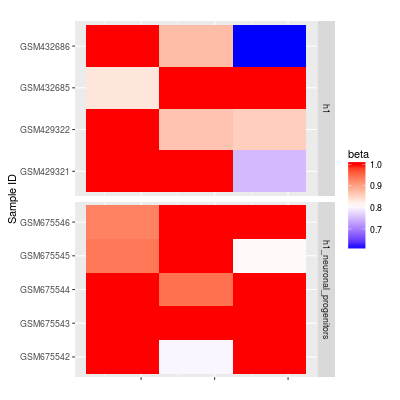 GSM432686
GSM432685
GSM429322
GSM429321
h1
GSM675546
GSM675545
GSM675544
GSM675543
GSM675542
h1_neuronal_progenitors
Sample ID
beta
1.0
0.9
0.8
0.7